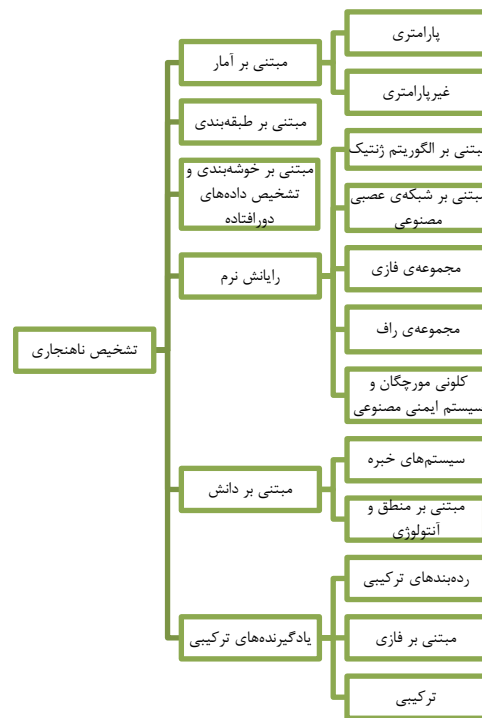 تشخیص ناهنجاری
مبتنی بر آمار
پارامتری
غیرپارامتری
مبتنی بر طبقه‌بندی
مبتنی بر خوشه‌بندی و
تشخیص داده‌های
دورافتاده
رایانش نرم
مبتنی بر الگوریتم ژنتیک
مبتنی بر شبکه‌ی عصبی
مصنوعی
مجموعه‌ی فازی
مجموعه‌ی راف
کلونی مورچگان و
سیستم ایمنی مصنوعی
مبتنی بر دانش
سیستم‌های خبره
مبتنی بر منطق و
آنتولوژی
یادگیرنده‌های ترکیبی
رده‌بندهای ترکیبی
مبتنی بر فازی
ترکیبی